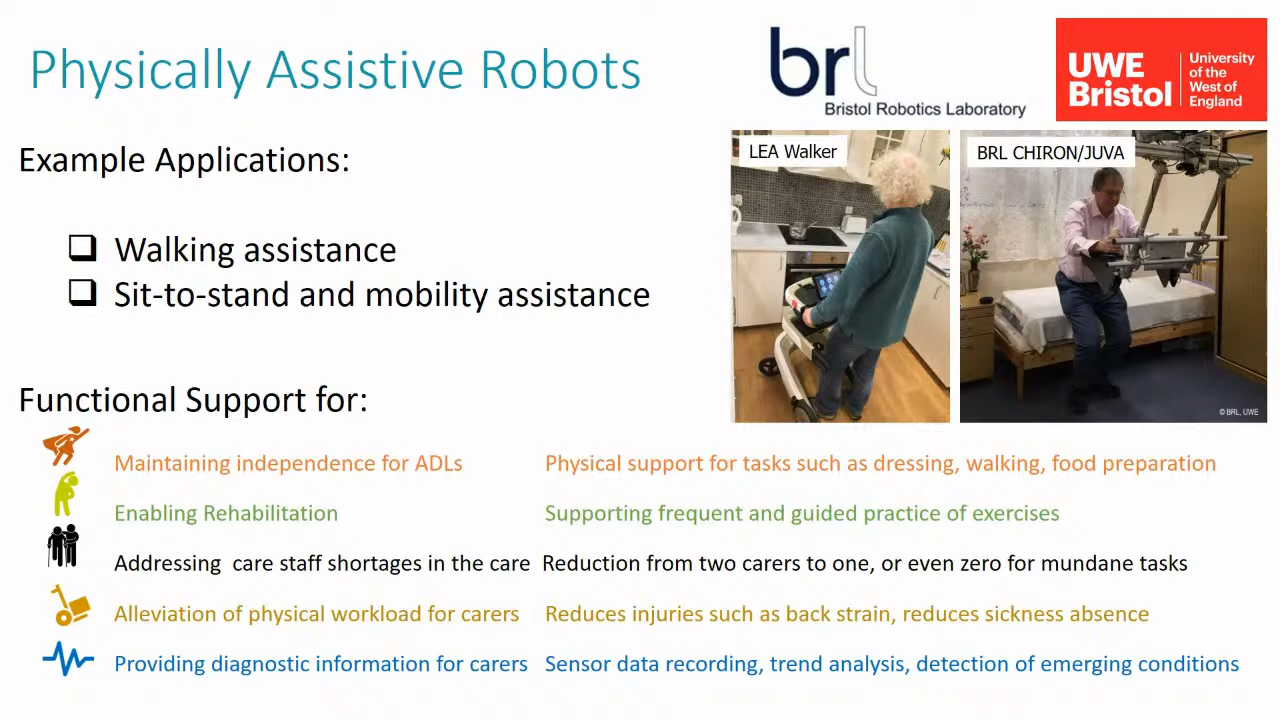 Physically Assistive Robots
brl
Bristol Robotics Laboratory
UWE
Bristol
University
of the
West of
England
Example Applications:
Walking assistance
Sit-to-stand and mobility assistance
LEA Walker
BRL CHIRON/JUVA
© BRL, UWE
Functional Support for:
Maintaining independence for ADLs Physical support for tasks such as dressing, walking, food preparation
Enabling Rehabilitation Supporting frequent and guided practice of exercises
Addressing care staff shortages in the care Reduction from two carers to one, or even zero for mundane tasks
Alleviation of physical workload for carers Reduces injuries such as back strain, reduces sickness absence
Providing diagnostic information for carers Sensor data recording, trend analysis, detection of emerging conditions